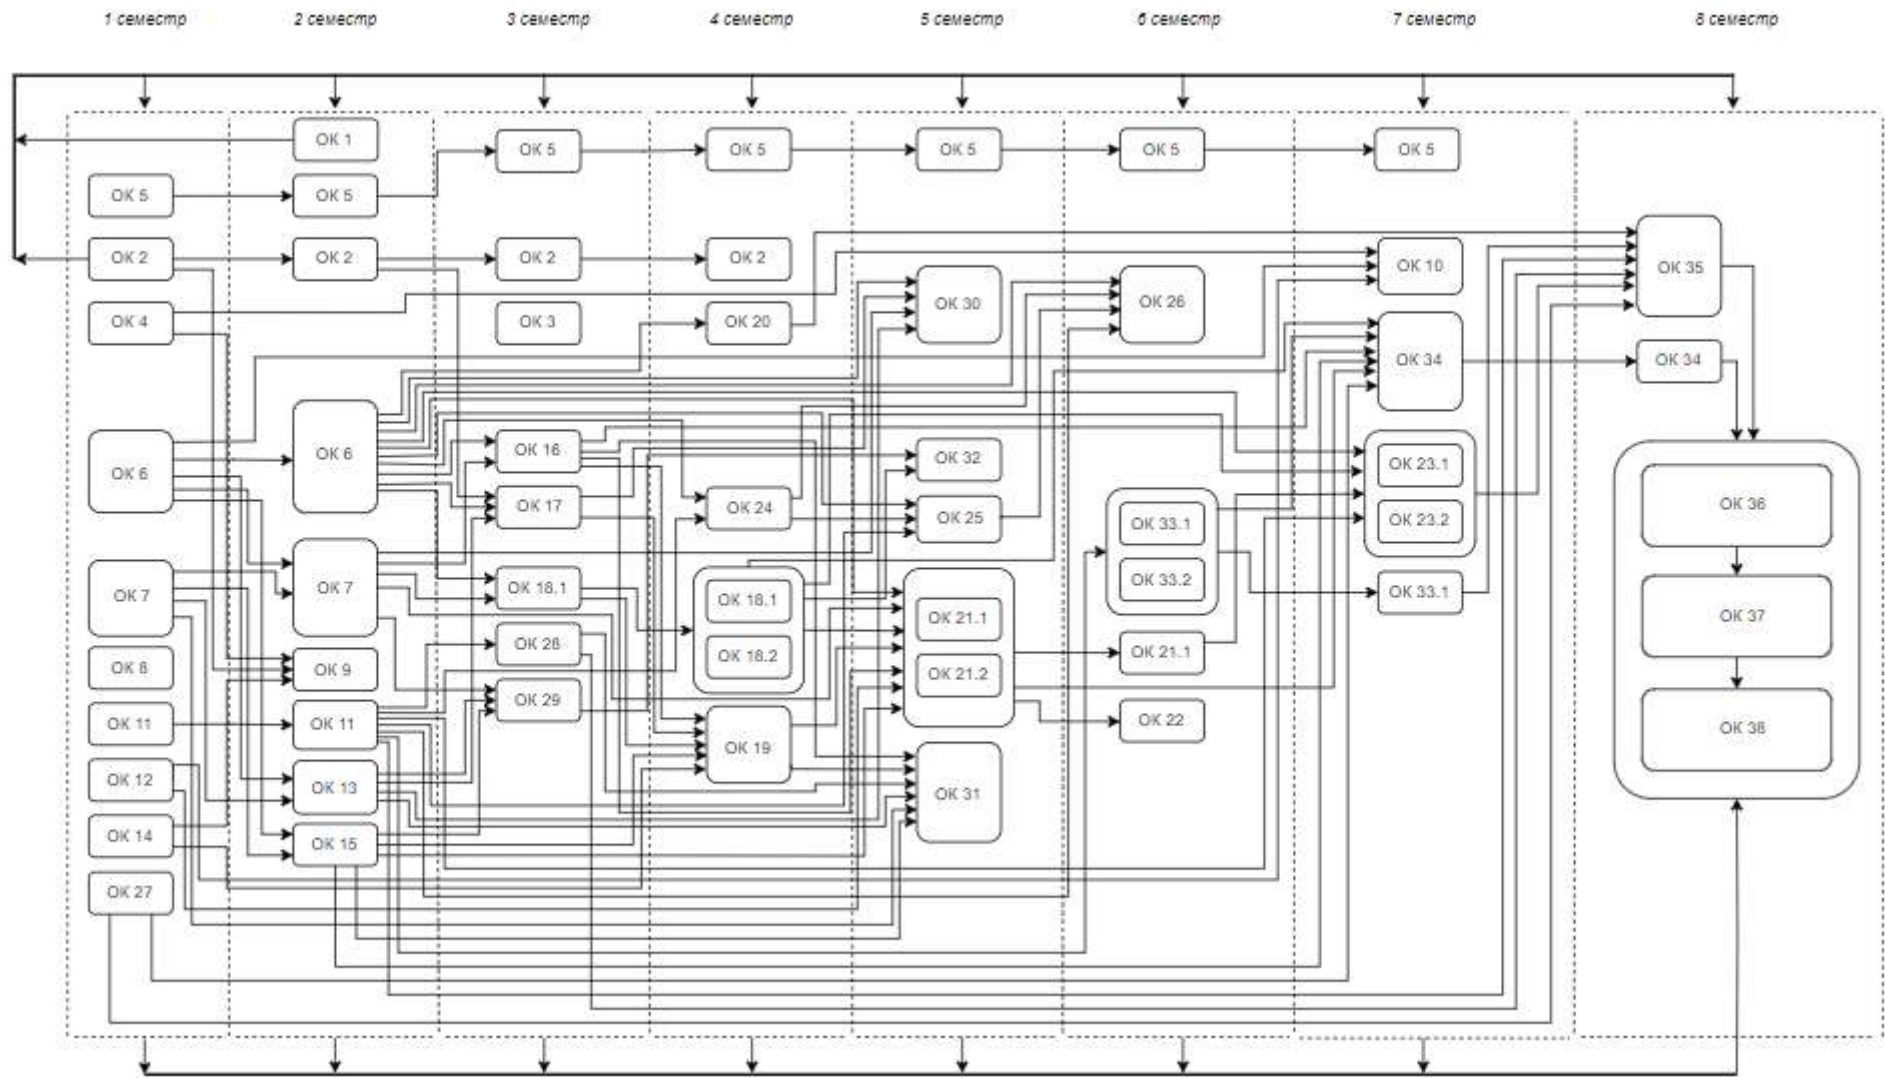 1 семестр
2 семестр
3 семестр
4 семестр
5 семестр
6 семестр
7 семестр
8 семестр
ОК 5
ОК 2
ОК 4
ОК 6
ОК 7
ОК 8
ОК 11
ОК 12
ОК 14
ОК 27
ОК 1
ОК 5
ОК 2
ОК 6
ОК 7
ОК 9
ОК 11
ОК 13
ОК 15
ОК 5
ОК 2
ОК 3
ОК 16
ОК 17
ОК 18.1
ОК 28
ОК 29
ОК 5
ОК 2
ОК 20
ОК 24
ОК 18.1
ОК 18.2
ОК 19
ОК 5
ОК 30
ОК 32
ОК 25
ОК 21.1
ОК 21.2
ОК 31
ОК 5
ОК 26
ОК 33.1
ОК 33.2
ОК 21.1
ОК 22
ОК 5
ОК 10
ОК 34
ОК 23.1
ОК 23.2
ОК 33.1
ОК 35
ОК 34
ОК 36
ОК 37
ОК 38